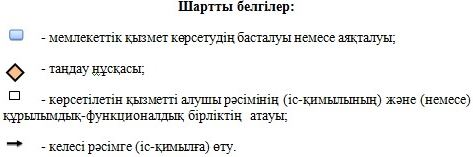 Шартты белгілер:
- мемлекеттік қызмет көрсетудің басталуы немесе аяқталуы;
- таңдау нұсқасы;
- көрсетілетін қызметті алушы рәсімінің (іс-қимылының) және (немесе)
құрылымдық-функционалдық бірліктің атауы;
- келесі рәсімге (іс-қимылға) өту.